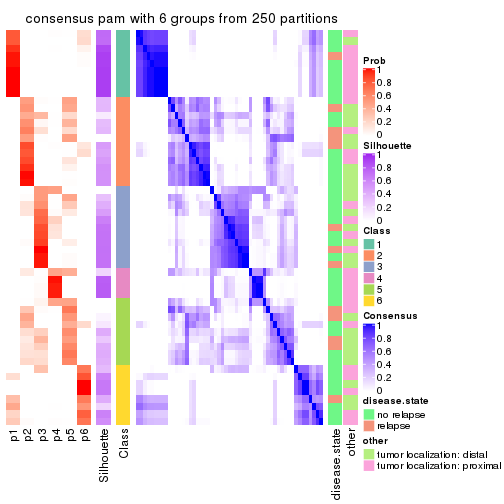 consensus pam with 6 groups from 250 partitions
Prob
1
0.8
0.6
0.4
0.2
0
Silhouette
1
0.8
0.6
0.4
0.2
0
Class
1
2
3
4
5
6
Consensus
1
0.8
0.6
0.4
0.2
0
disease.state
no relapse
relapse
other
tumor localization: distal
tumor localization: proximal
p1
p2
p3
p4
p5
p6
Silhouette
Class
disease.state
other